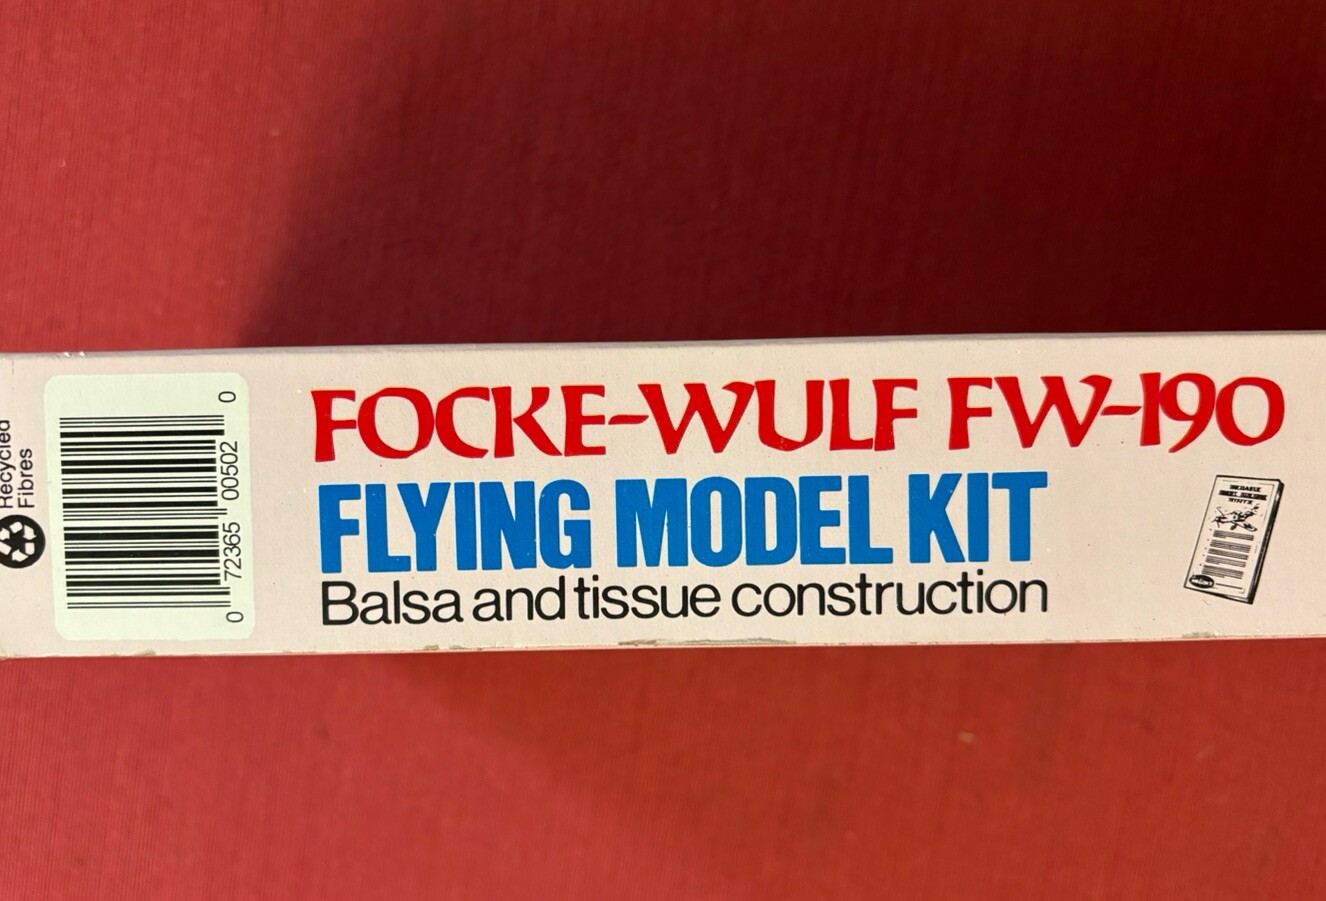 Recycled
Fibres
0 72365 00502 0
FOCKE-WULF FW-190
FLYING MODEL KIT
Balsa and tissue construction